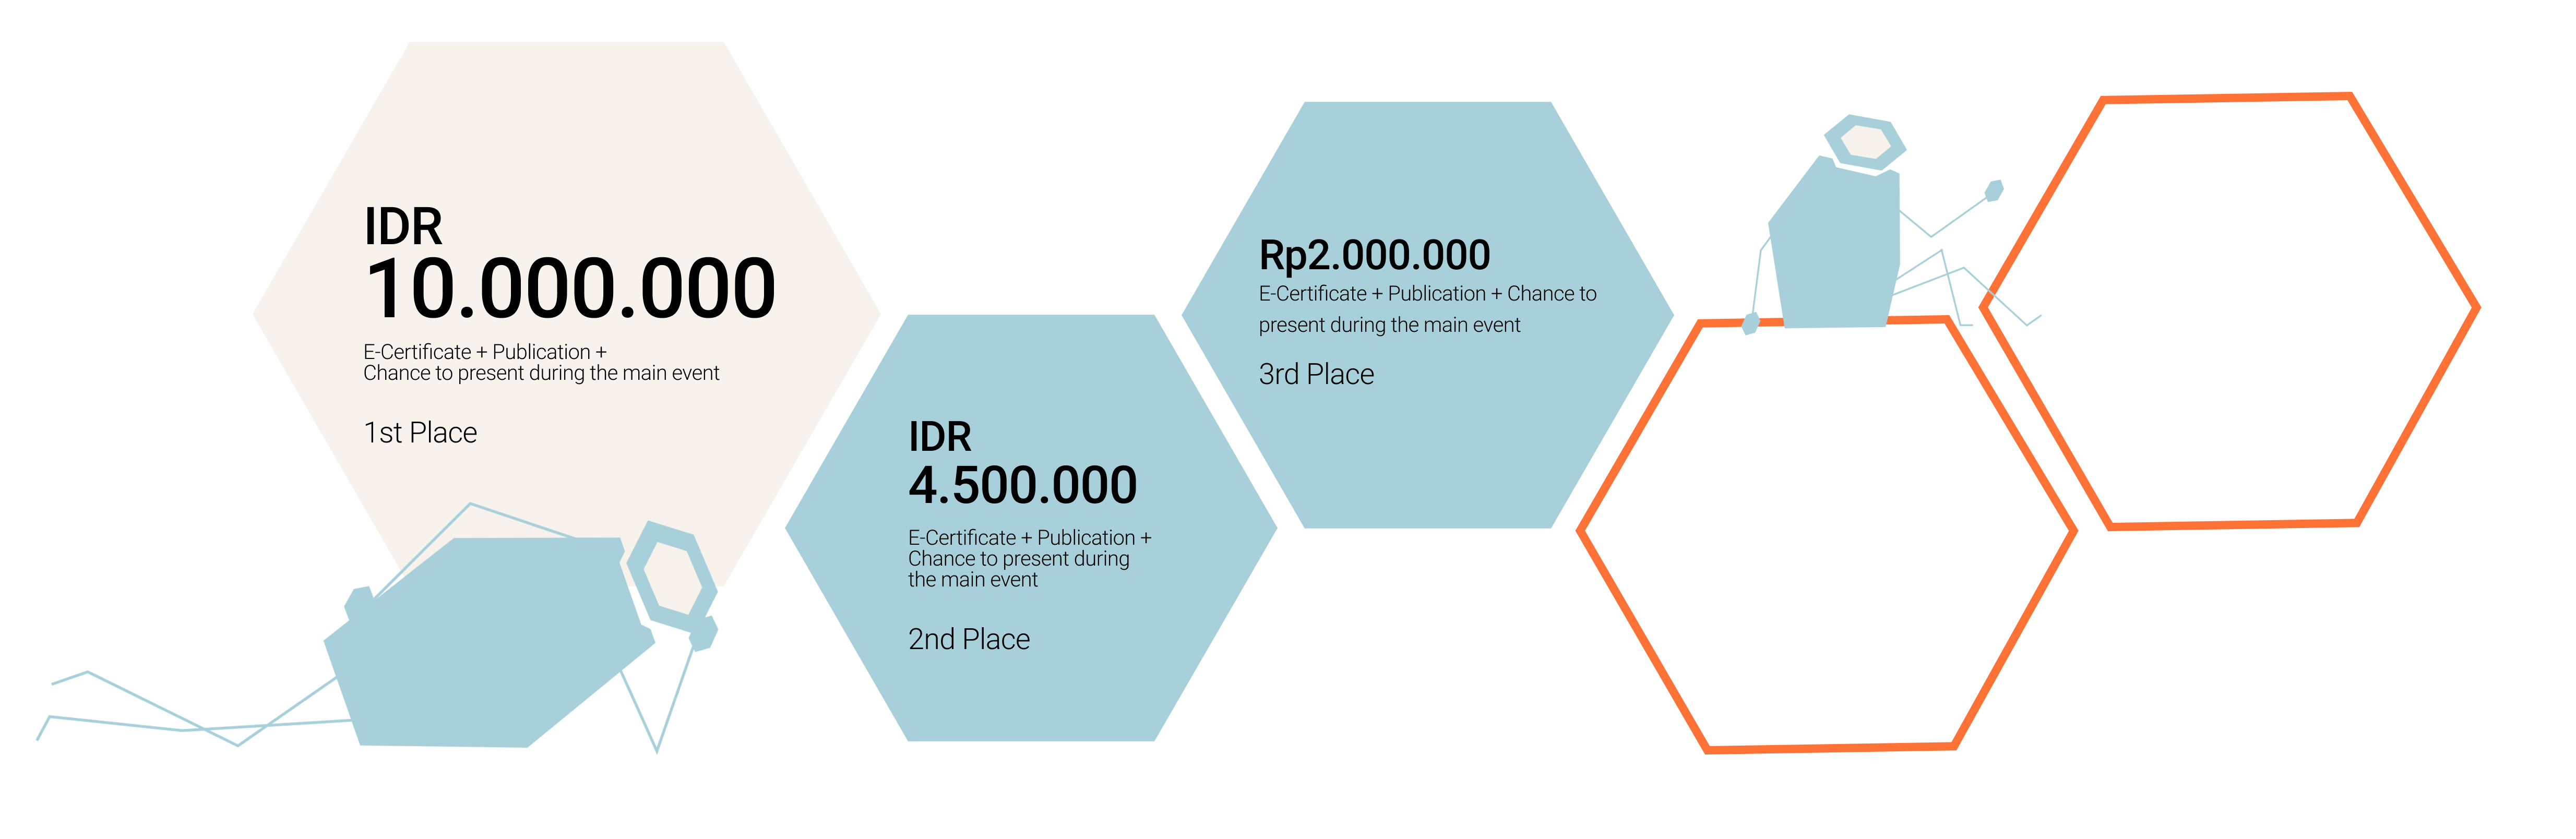 IDR
10.000.000
E-Certificate + Publication +
Chance to present during the main event
1st Place
IDR
4.500.000
E-Certificate + Publication +
Chance to present during
the main event
2nd Place
Rp2.000.000
E-Certificate + Publication + Chance to
present during the main event
3rd Place